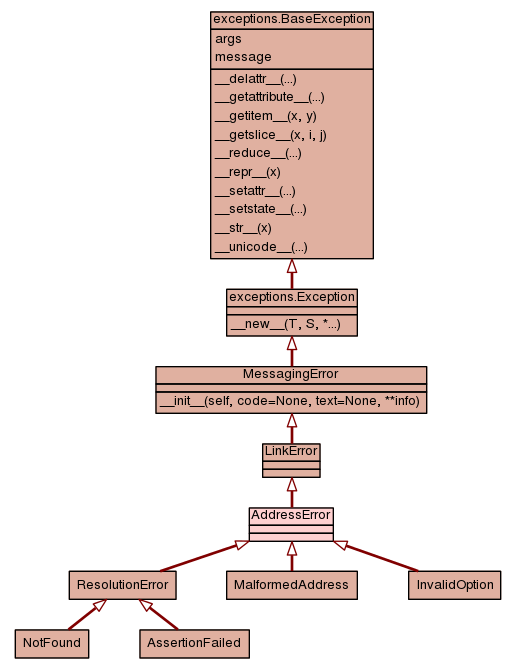 exceptions.BaseException
args
message
__delattr__(...)
__getattribute__(...)
__getitem__(x, y)
__getslice__(x, i, j)
__reduce__(...)
__repr__(x)
__setattr__(...)
__setstate__(...)
__str__(x)
__unicode__(...)
exceptions.Exception
__new__(T, S, *...)
MessagingError
__init__(self, code=None, text=None, **info)
LinkError
AddressError
ResolutionError
MalformedAddress
InvalidOption
NotFound
AssertionFailed